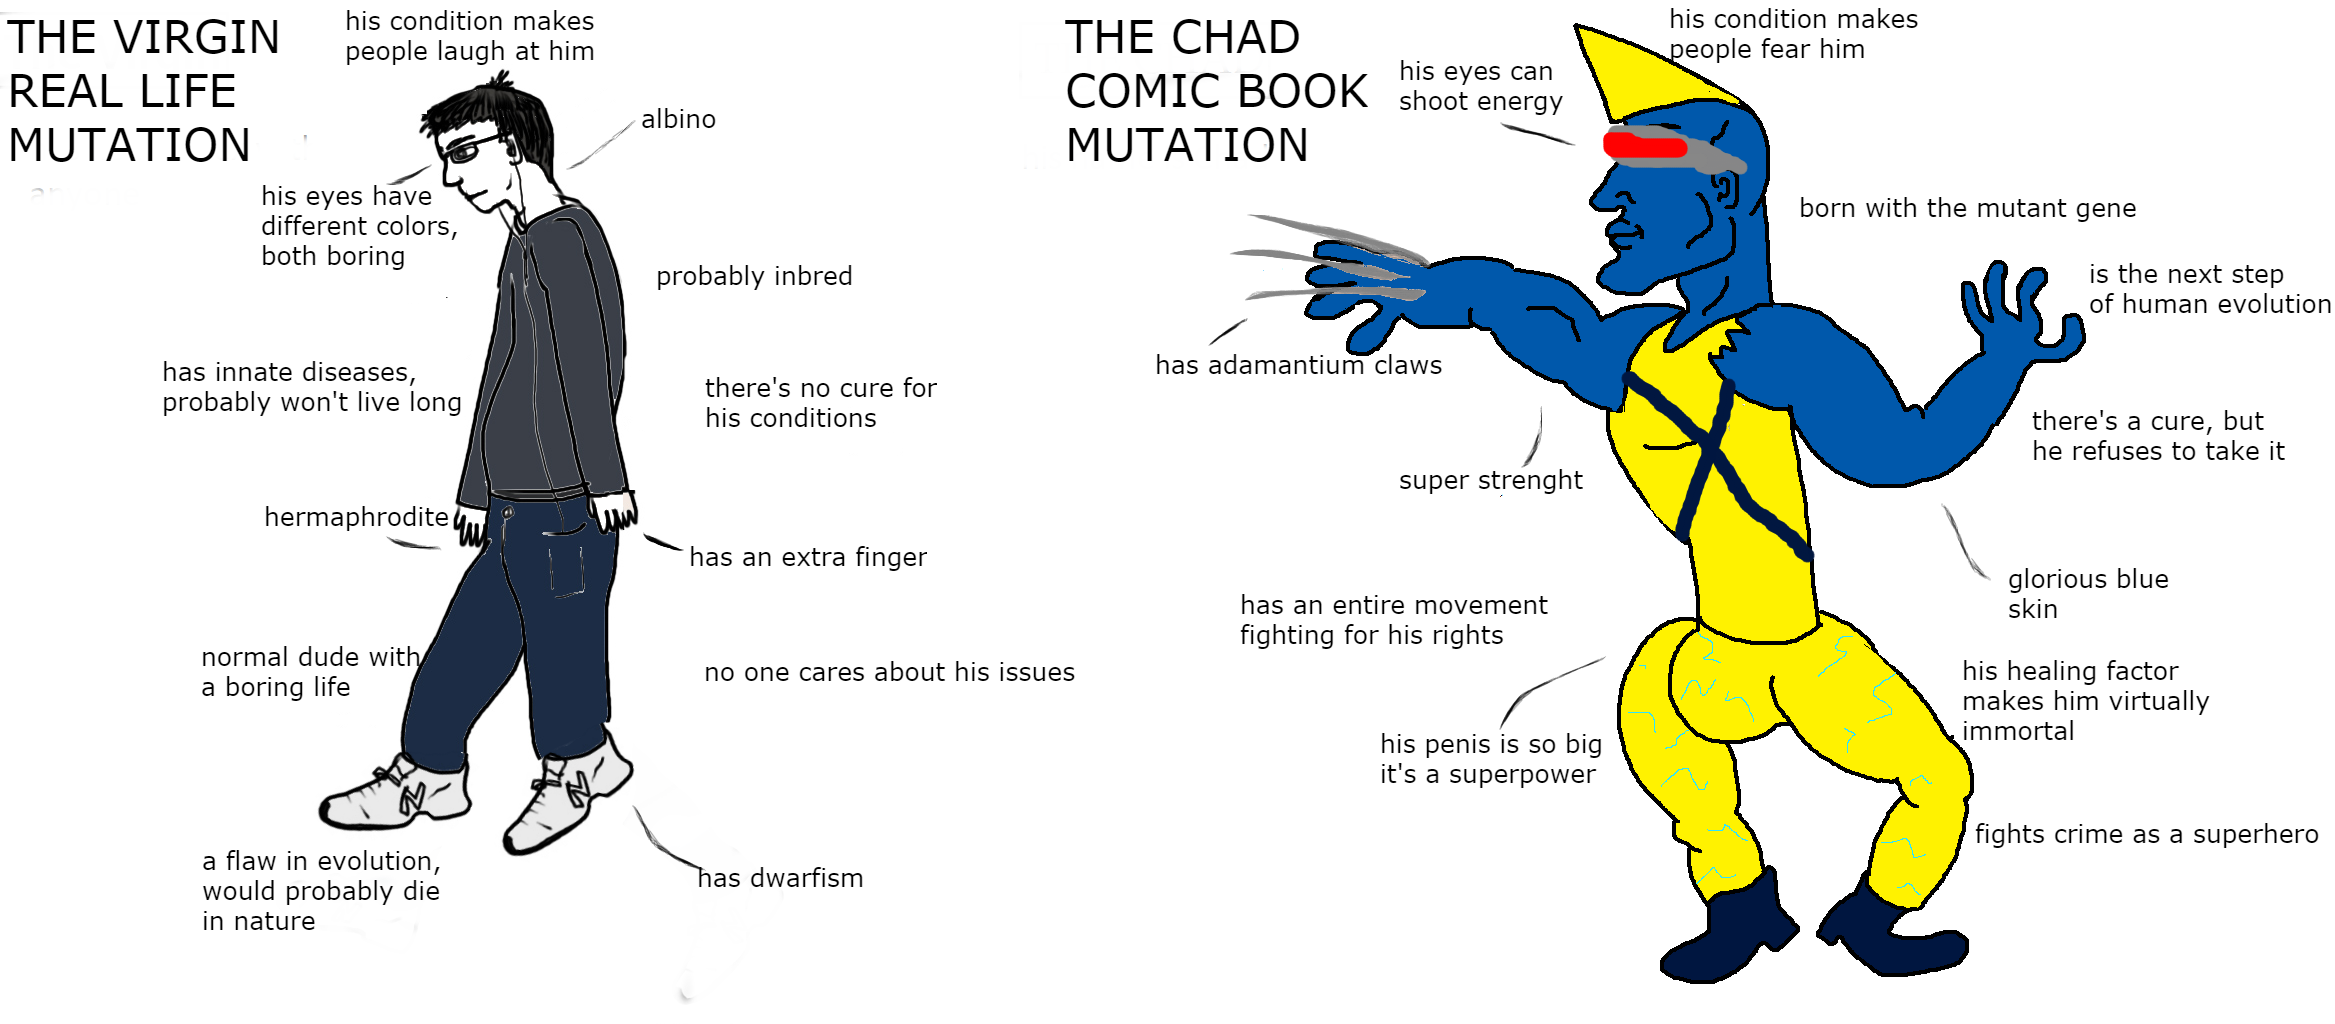 THE VIRGIN
REAL LIFE
MUTATION
his condition makes
people laugh at him
albino
his eyes have
different colors,
both boring
probably inbred
has innate diseases,
probably won't live long
there's no cure for
his conditions
hermaphrodite
has an extra finger
normal dude with
a boring life
no one cares about his issues
a flaw in evolution,
would probably die
in nature
has dwarfism
THE CHAD
COMIC BOOK
MUTATION
his condition makes
people fear him
his eyes can
shoot energy
born with the mutant gene
is the next step
of human evolution
has adamantium claws
there's a cure, but
he refuses to take it
super strenght
glorious blue
skin
has an entire movement
fighting for his rights
his healing factor
makes him virtually
immortal
his penis is so big
it's a superpower
fights crime as a superhero